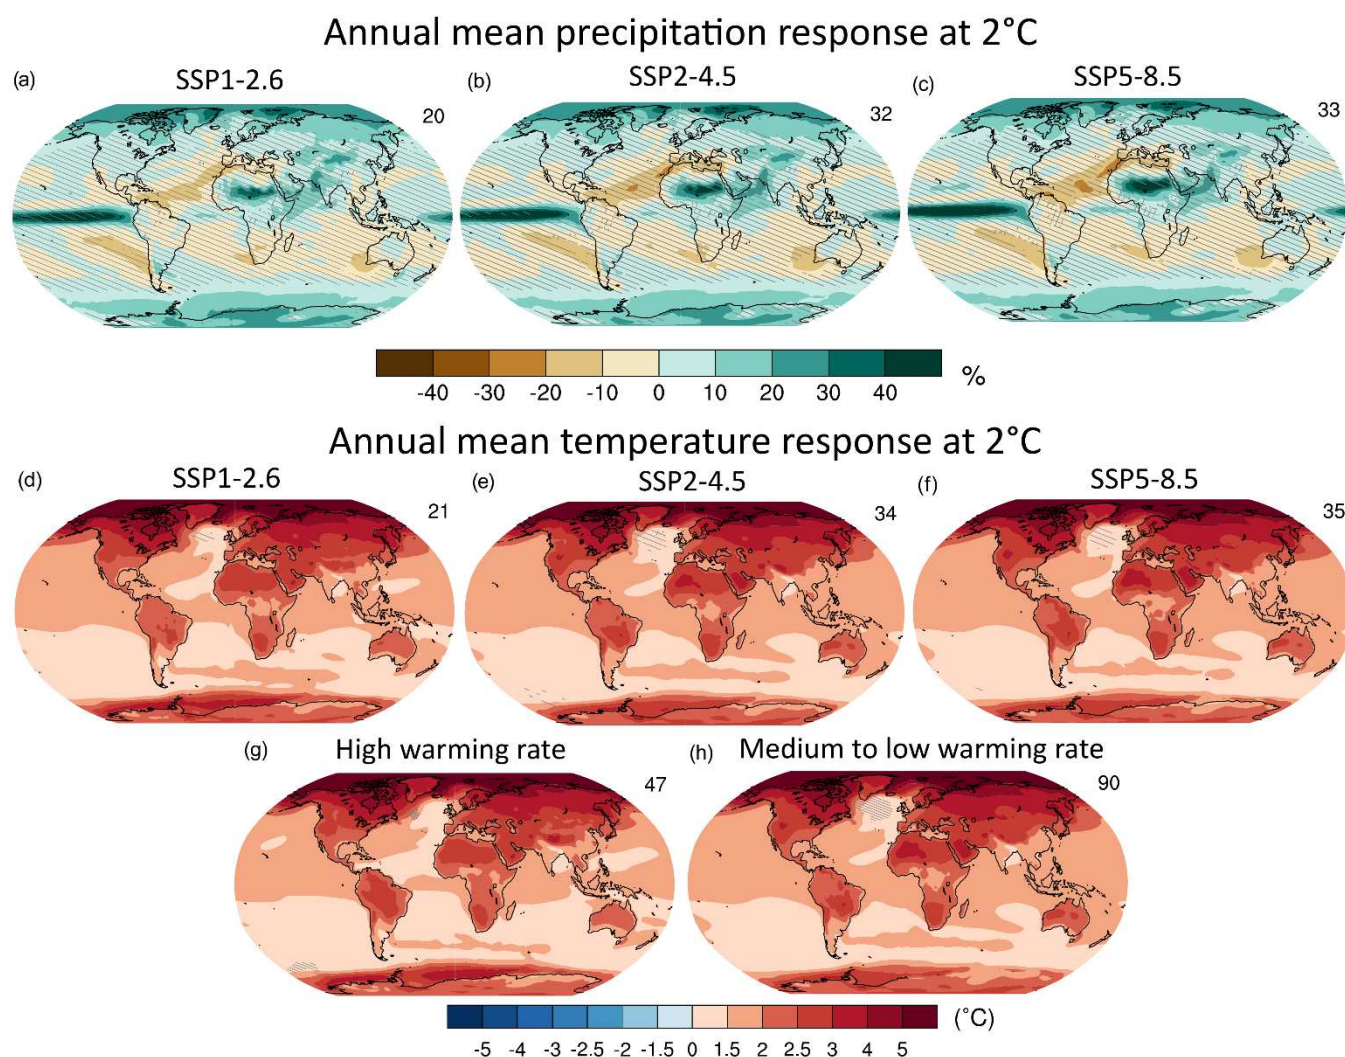 Annual mean precipitation response at 2°C
(a) SSP1-2.6 20
(b) SSP2-4.5 32
(c) SSP5-8.5 33
-40 -30 -20 -10 0 10 20 30 40 %
Annual mean temperature response at 2°C
(d) SSP1-2.6 21
(e) SSP2-4.5 34
(f) SSP5-8.5 35
(g) High warming rate 47
(h) Medium to low warming rate 90
-5 -4 -3 -2.5 -2 -1.5 0 1 1.5 2 2.5 3 4 5 (°C)